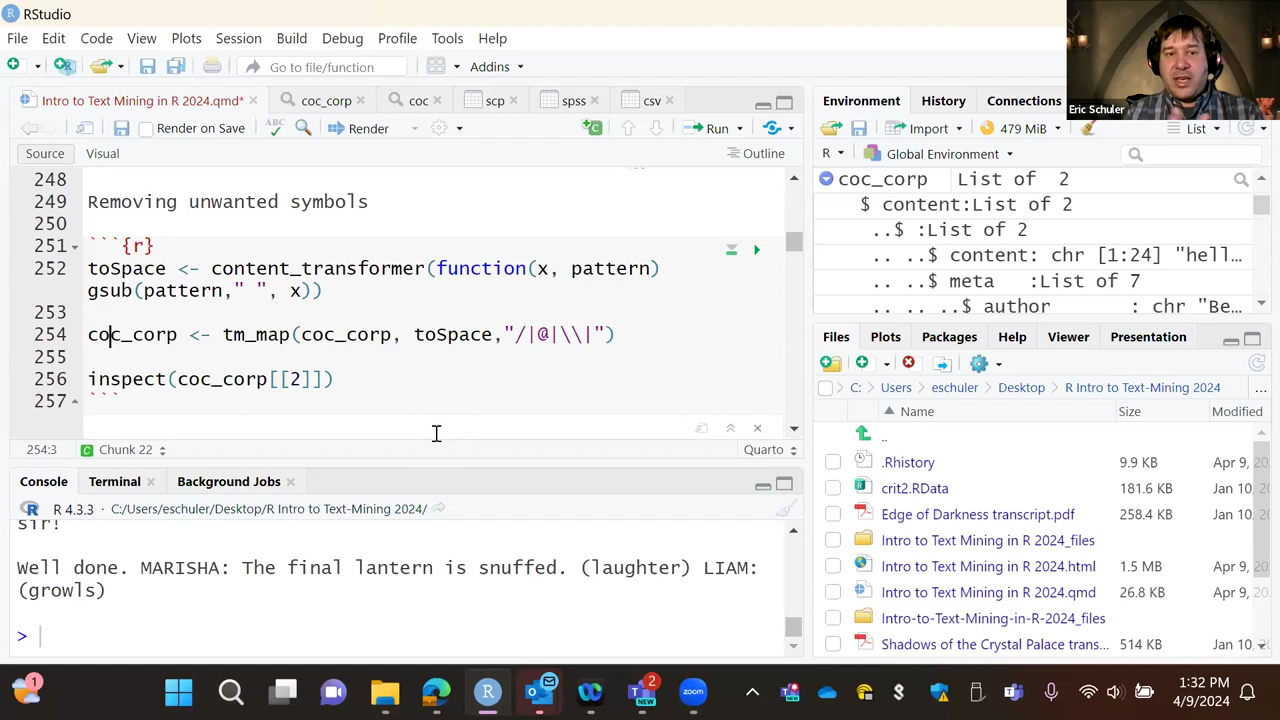 RStudio
File Edit Code View Plots Session Build Debug Profile Tools Help
Go to file/function Addins
Eric Schuler
Intro to Text Mining in R 2024.qmd* coc_corp coc scp spss csv
Render on Save ABC Render Run
Source Visual Outline
248
249 Removing unwanted symbols
250
251 ```{r}
252 toSpace <- content_transformer(function(x, pattern)
gsub(pattern," ", x))
253
254 coc_corp <- tm_map(coc_corp, toSpace,"/|@|\\|")
255
256 inspect(coc_corp[[2]])
257 ```
254:3 Chunk 22 Quarto
Console Terminal Background Jobs
R 4.3.3 · C:/Users/eschuler/Desktop/R Intro to Text-Mining 2024/
sir!
Well done. MARISHA: The final lantern is snuffed. (laughter) LIAM:
(growls)
>
Environment History Connections
Import 479 MiB List
R Global Environment
coc_corp List of 2
$ content:List of 2
..$ :List of 2
.. ..$ content: chr [1:24] "hell…
.. ..$ meta :List of 7
.. .. ..$ author : chr "Be…
Files Plots Packages Help Viewer Presentation
C: Users eschuler Desktop R Intro to Text-Mining 2024 ...
Name Size Modified
..
.Rhistory 9.9 KB Apr 9, 20
crit2.RData 181.6 KB Jan 10,
Edge of Darkness transcript.pdf 258.4 KB Jan 10,
Intro to Text Mining in R 2024_files
Intro to Text Mining in R 2024.html 1.5 MB Apr 9, 20
Intro to Text Mining in R 2024.qmd 26.8 KB Apr 9, 20
Intro-to-Text-Mining-in-R-2024_files
Shadows of the Crystal Palace trans... 514 KB Jan 10,
1 2 NEW zoom NEW 1:32 PM
4/9/2024